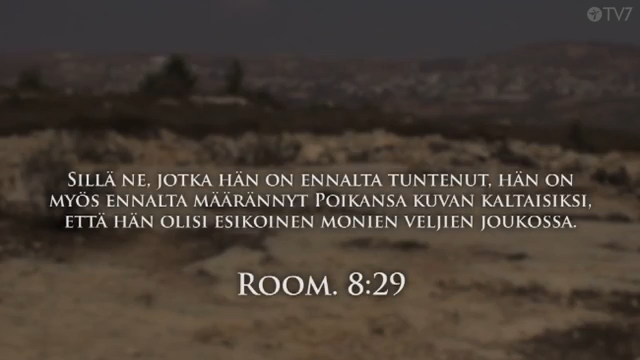 TV7
Sillä ne, jotka hän on ennalta tuntenut, hän on
myös ennalta määrännyt Poikansa kuvan kaltaisiksi,
että hän olisi esikoinen monien veljien joukossa.
Room. 8:29